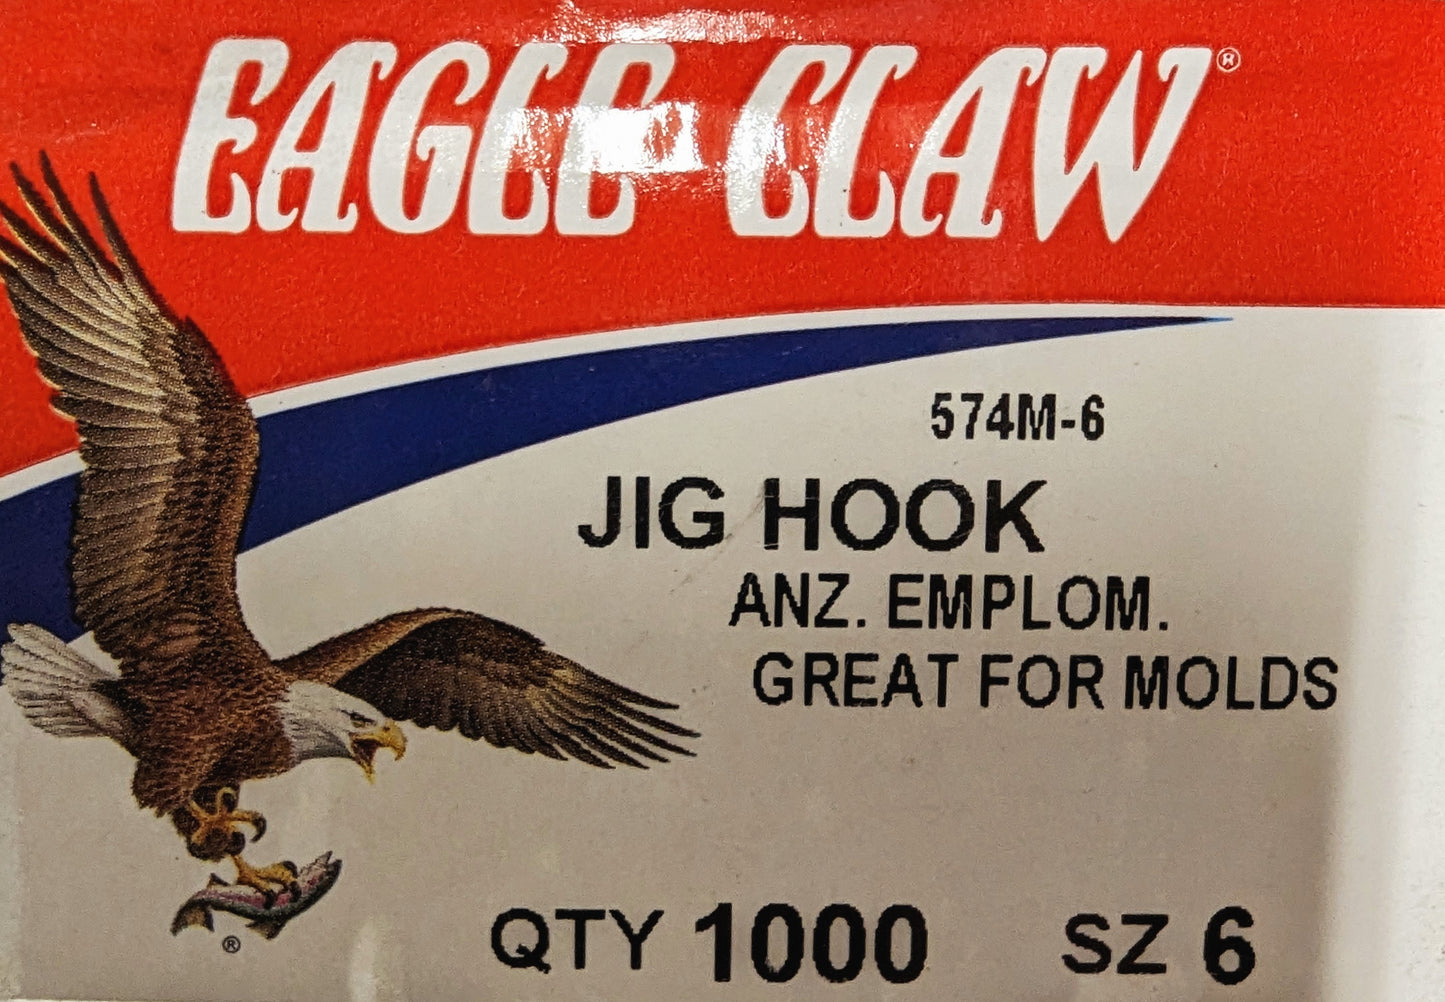 EAGLE CLAW®
574M-6
JIG HOOK
ANZ. EMPLOM.
GREAT FOR MOLDS
QTY 1000 SZ 6
®